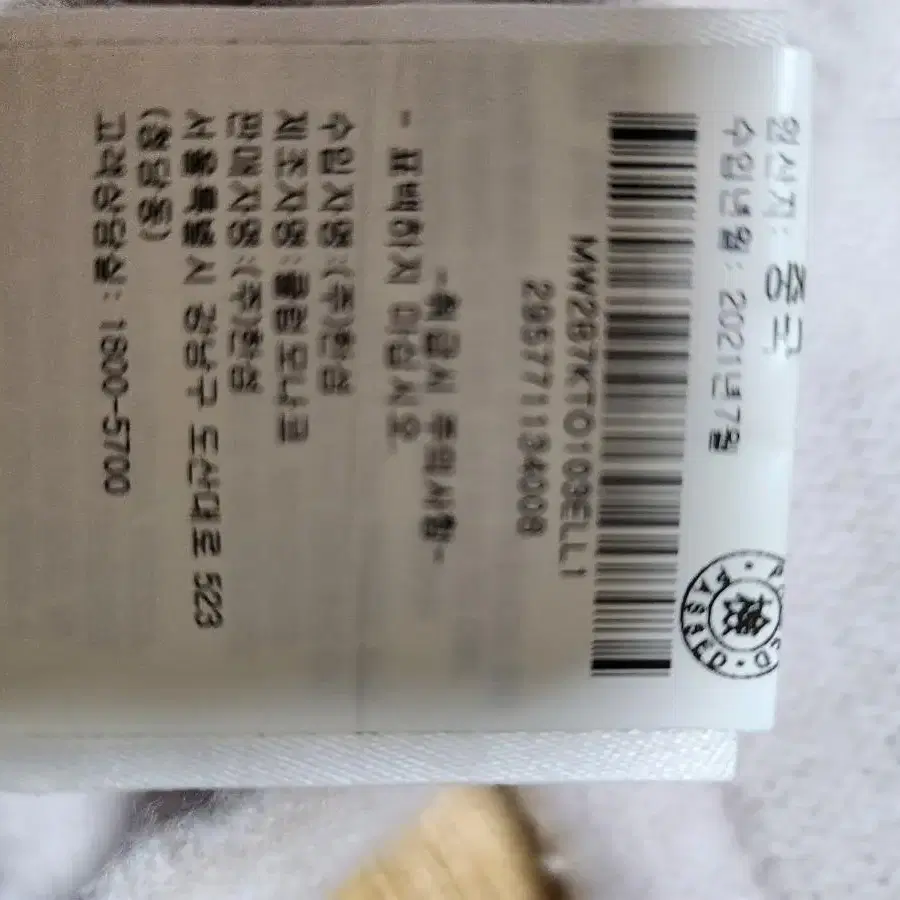 원산지: 중국
수입년월: 2021년7월
PASSED
MW2B7KTO103ELL1
295771134008
-취급시 주의사항-
- 표백하지 마십시오
수입자명:(주)한섬
제조자명:클럽모나코
판매자명:(주)한섬
서울특별시 강남구 도산대로 523
(청담동)
고객상담실: 1800-5700